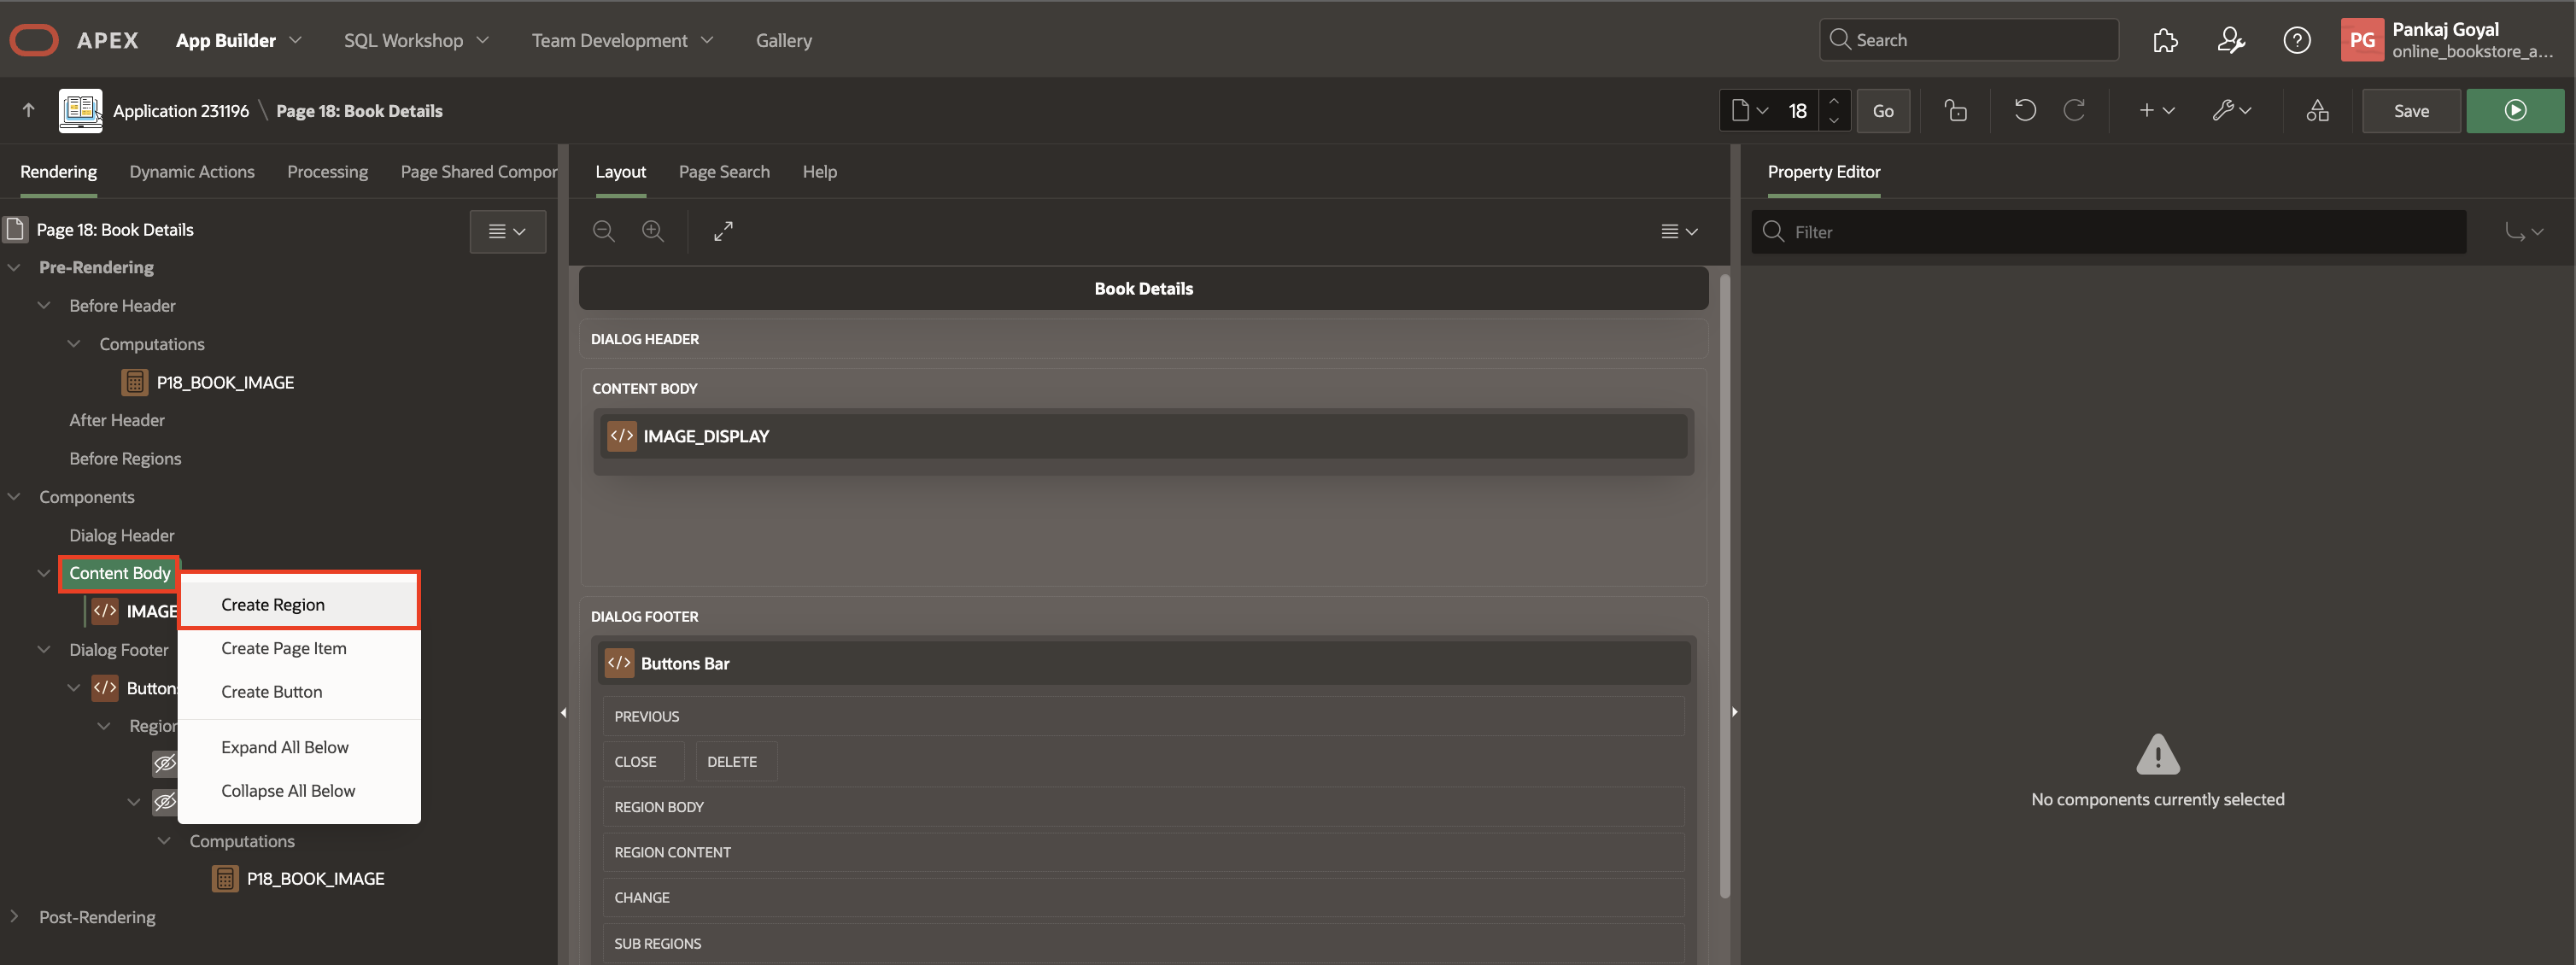 APEX
App Builder
SQL Workshop
Team Development
Gallery
Search
PG
Pankaj Goyal
online_bookstore_a...
Application 231196 \ Page 18: Book Details
18
Go
Save
Rendering
Dynamic Actions
Processing
Page Shared Compor
Layout
Page Search
Help
Property Editor
Page 18: Book Details
Filter
Pre-Rendering
Before Header
Computations
P18_BOOK_IMAGE
After Header
Before Regions
Components
Dialog Header
Content Body
IMAGE
Dialog Footer
Button
Region
Computations
P18_BOOK_IMAGE
Post-Rendering
Create Region
Create Page Item
Create Button
Expand All Below
Collapse All Below
Book Details
DIALOG HEADER
CONTENT BODY
IMAGE_DISPLAY
DIALOG FOOTER
Buttons Bar
PREVIOUS
CLOSE
DELETE
REGION BODY
REGION CONTENT
CHANGE
SUB REGIONS
No components currently selected